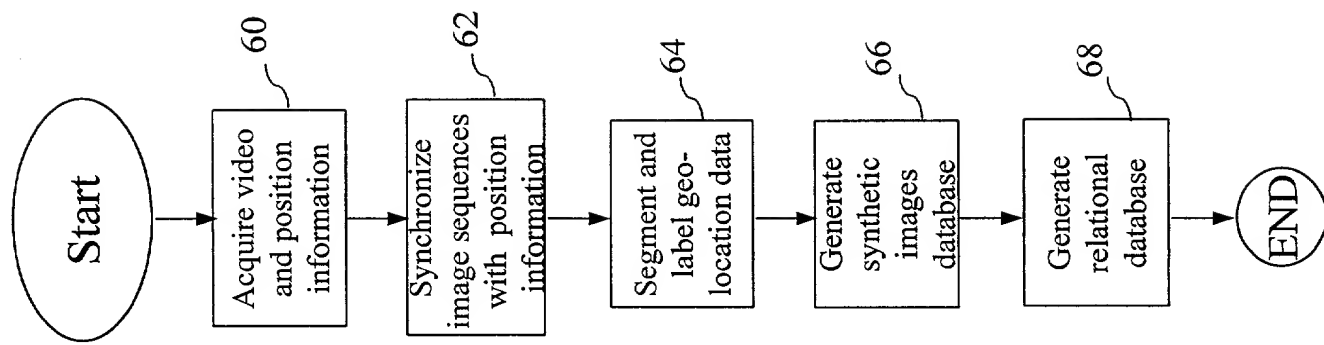 Start
60
Acquire video
and position
information
62
Synchronize
image sequences
with position
information
64
Segment and
label geo-
location data
66
Generate
synthetic
images
database
68
Generate
relational
database
END